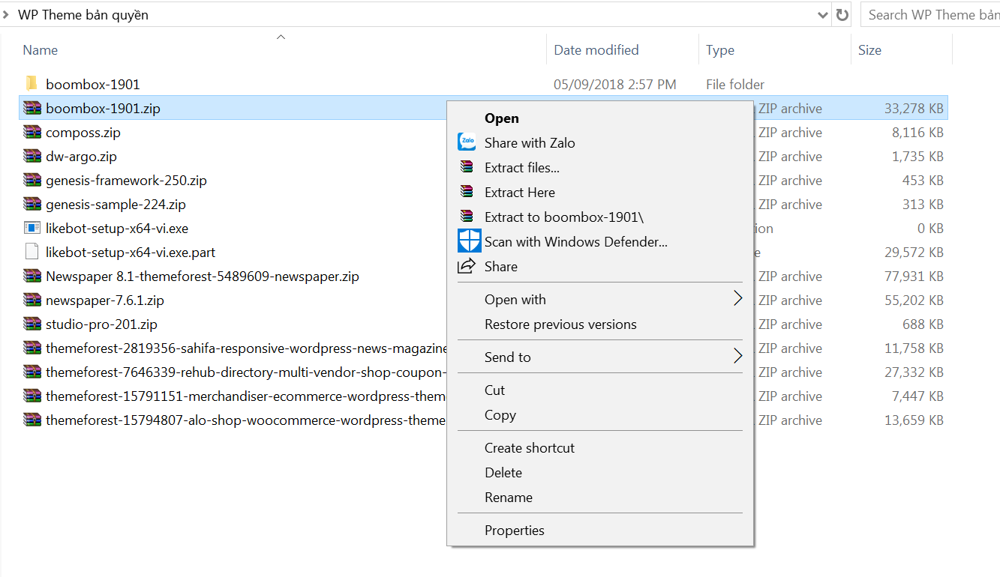 WP Theme bản quyền
Search WP Theme bản
Name Date modified Type Size
boombox-1901 05/09/2018 2:57 PM File folder
boombox-1901.zip ZIP archive 33,278 KB
composs.zip ZIP archive 8,116 KB
dw-argo.zip ZIP archive 1,735 KB
genesis-framework-250.zip ZIP archive 453 KB
genesis-sample-224.zip ZIP archive 313 KB
likebot-setup-x64-vi.exe 0 KB
likebot-setup-x64-vi.exe.part 29,572 KB
Newspaper 8.1-themeforest-5489609-newspaper.zip ZIP archive 77,931 KB
newspaper-7.6.1.zip ZIP archive 55,202 KB
studio-pro-201.zip ZIP archive 688 KB
themeforest-2819356-sahifa-responsive-wordpress-news-magazine ZIP archive 11,758 KB
themeforest-7646339-rehub-directory-multi-vendor-shop-coupon- ZIP archive 27,332 KB
themeforest-15791151-merchandiser-ecommerce-wordpress-them ZIP archive 7,447 KB
themeforest-15794807-alo-shop-woocommerce-wordpress-theme ZIP archive 13,659 KB
Open
Zalo Share with Zalo
Extract files...
Extract Here
Extract to boombox-1901\
Scan with Windows Defender...
Share
Open with
Restore previous versions
Send to
Cut
Copy
Create shortcut
Delete
Rename
Properties